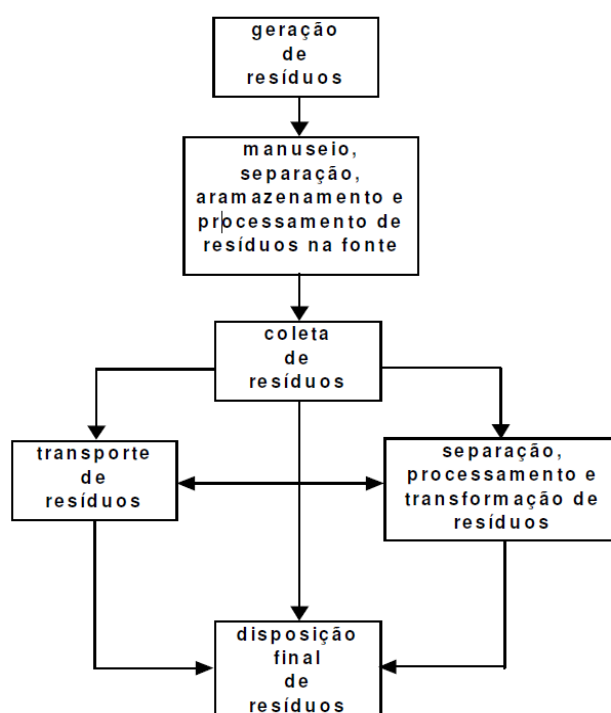 geração
de
resíduos
manuseio,
separação,
aramazenamento e
processamento de
resíduos na fonte
coleta
de
resíduos
transporte
de
resíduos
separação,
processamento e
transformação de
resíduos
disposição
final
de
resíduos